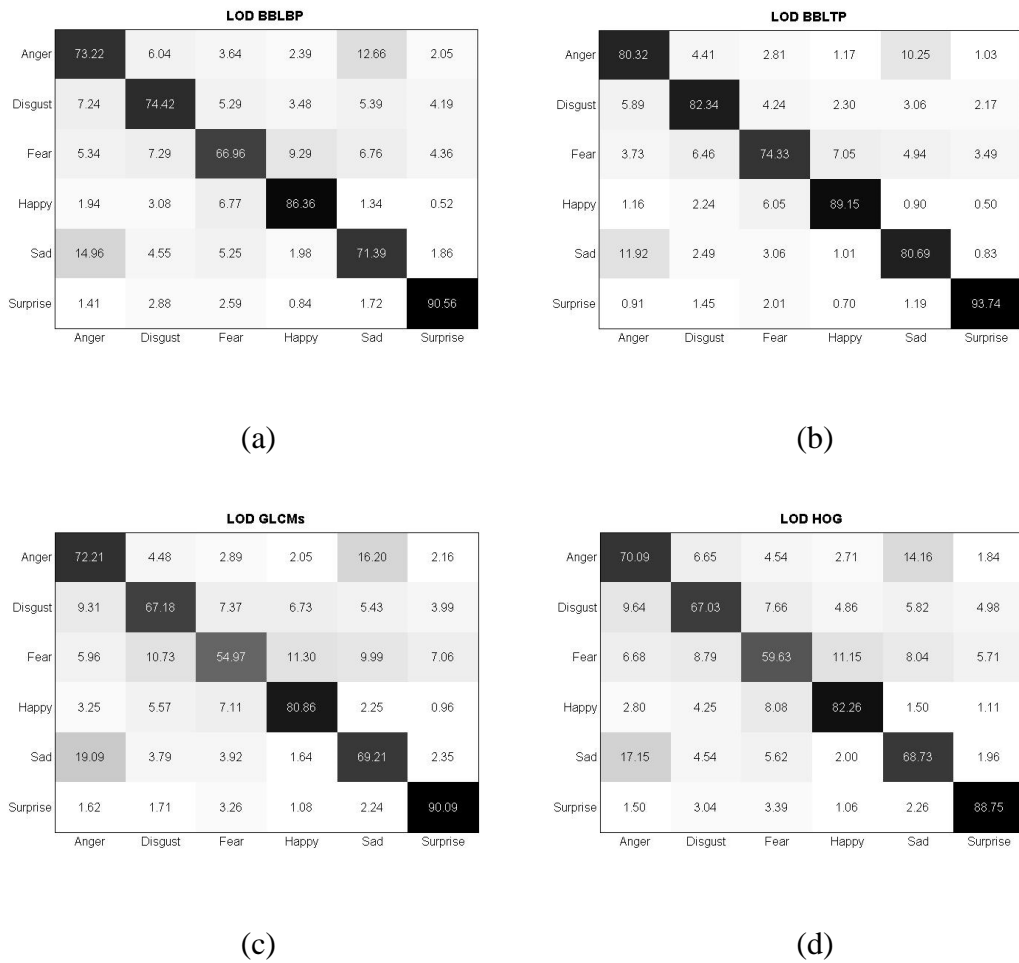 LOD BBLBP
Anger 73.22 6.04 3.64 2.39 12.66 2.05
Disgust 7.24 74.42 5.29 3.48 5.39 4.19
Fear 5.34 7.29 66.96 9.29 6.76 4.36
Happy 1.94 3.08 6.77 86.36 1.34 0.52
Sad 14.96 4.55 5.25 1.98 71.39 1.86
Surprise 1.41 2.88 2.59 0.84 1.72 90.56
Anger Disgust Fear Happy Sad Surprise
(a)
LOD BBLTP
Anger 80.32 4.41 2.81 1.17 10.25 1.03
Disgust 5.89 82.34 4.24 2.30 3.06 2.17
Fear 3.73 6.46 74.33 7.05 4.94 3.49
Happy 1.16 2.24 6.05 89.15 0.90 0.50
Sad 11.92 2.49 3.06 1.01 80.69 0.83
Surprise 0.91 1.45 2.01 0.70 1.19 93.74
Anger Disgust Fear Happy Sad Surprise
(b)
LOD GLCMs
Anger 72.21 4.48 2.89 2.05 16.20 2.16
Disgust 9.31 67.18 7.37 6.73 5.43 3.99
Fear 5.96 10.73 54.97 11.30 9.99 7.06
Happy 3.25 5.57 7.11 80.86 2.25 0.96
Sad 19.09 3.79 3.92 1.64 69.21 2.35
Surprise 1.62 1.71 3.26 1.08 2.24 90.09
Anger Disgust Fear Happy Sad Surprise
(c)
LOD HOG
Anger 70.09 6.65 4.54 2.71 14.16 1.84
Disgust 9.64 67.03 7.66 4.86 5.82 4.98
Fear 6.68 8.79 59.63 11.15 8.04 5.71
Happy 2.80 4.25 8.08 82.26 1.50 1.11
Sad 17.15 4.54 5.62 2.00 68.73 1.96
Surprise 1.50 3.04 3.39 1.06 2.26 88.75
Anger Disgust Fear Happy Sad Surprise
(d)